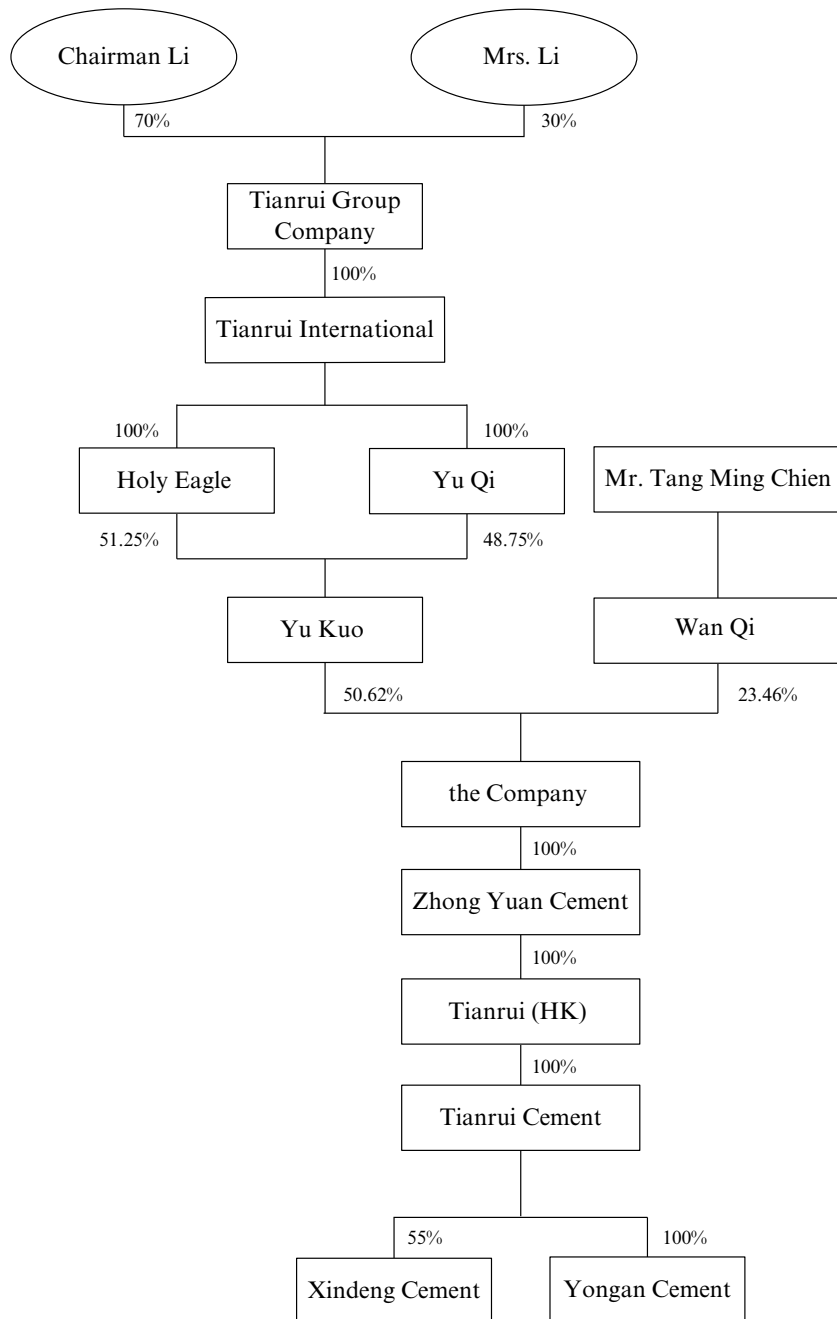 Chairman Li
Mrs. Li
70%
30%
Tianrui Group
Company
100%
Tianrui International
100%
100%
Holy Eagle
Yu Qi
Mr. Tang Ming Chien
51.25%
48.75%
Yu Kuo
Wan Qi
50.62%
23.46%
the Company
100%
Zhong Yuan Cement
100%
Tianrui (HK)
100%
Tianrui Cement
55%
100%
Xindeng Cement
Yongan Cement